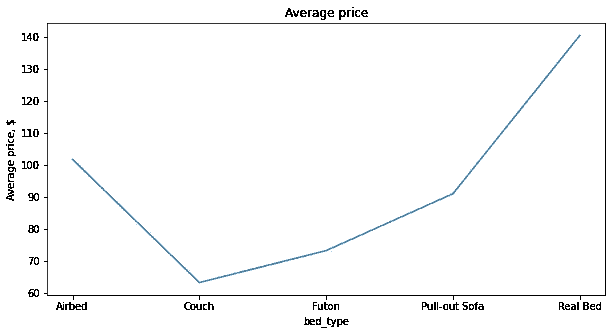 Average price
Average price, $
140
130
120
110
100
90
80
70
60
Airbed Couch Futon Pull-out Sofa Real Bed
bed_type